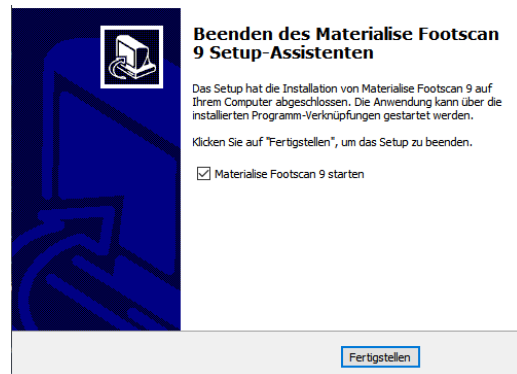 Beenden des Materialise Footscan
9 Setup-Assistenten
Das Setup hat die Installation von Materialise Footscan 9 auf
Ihrem Computer abgeschlossen. Die Anwendung kann über die
installierten Programm-Verknüpfungen gestartet werden.
Klicken Sie auf "Fertigstellen", um das Setup zu beenden.
Materialise Footscan 9 starten
Fertigstellen